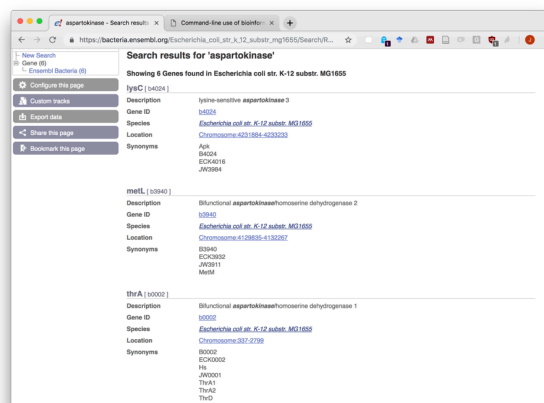 aspartokinase - Search results
Command-line use of bioinform
https://bacteria.ensembl.org/Escherichia_coli_str_k_12_substr_mg1655/Search/R...
New Search
Gene (6)
Ensembl Bacteria (6)
Configure this page
Custom tracks
Export data
Share this page
Bookmark this page
Search results for 'aspartokinase'
Showing 6 Genes found in Escherichia coli str. K-12 substr. MG1655
lysC [ b4024 ]
Description lysine-sensitive aspartokinase 3
Gene ID b4024
Species Escherichia coli str. K-12 substr. MG1655
Location Chromosome:4231884-4233233
Synonyms Apk
B4024
ECK4016
JW3984
metL [ b3940 ]
Description Bifunctional aspartokinase/homoserine dehydrogenase 2
Gene ID b3940
Species Escherichia coli str. K-12 substr. MG1655
Location Chromosome:4129835-4132267
Synonyms B3940
ECK3932
JW3911
MetM
thrA [ b0002 ]
Description Bifunctional aspartokinase/homoserine dehydrogenase 1
Gene ID b0002
Species Escherichia coli str. K-12 substr. MG1655
Location Chromosome:337-2799
Synonyms B0002
ECK0002
Hs
JW0001
ThrA1
ThrA2
ThrD